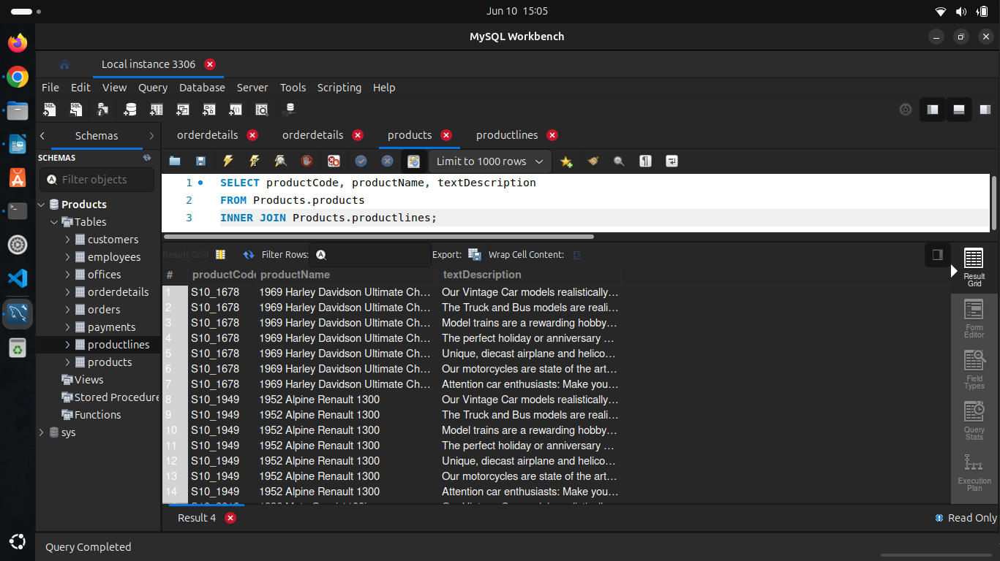 Jun 10 15:05
MySQL Workbench
Local instance 3306
File Edit View Query Database Server Tools Scripting Help
Schemas
orderdetails orderdetails products productlines
SCHEMAS
Limit to 1000 rows
Filter objects
1 SELECT productCode, productName, textDescription
2 FROM Products.products
3 INNER JOIN Products.productlines;
Products
Tables
customers
employees
offices
orderdetails
orders
payments
productlines
products
Views
Stored Procedure
Functions
sys
Result Grid Filter Rows: Export: Wrap Cell Content:
# productCode productName textDescription
1 S10_1678 1969 Harley Davidson Ultimate Ch… Our Vintage Car models realistically…
2 S10_1678 1969 Harley Davidson Ultimate Ch… The Truck and Bus models are reali…
3 S10_1678 1969 Harley Davidson Ultimate Ch… Model trains are a rewarding hobby…
4 S10_1678 1969 Harley Davidson Ultimate Ch… The perfect holiday or anniversary …
5 S10_1678 1969 Harley Davidson Ultimate Ch… Unique, diecast airplane and helico…
6 S10_1678 1969 Harley Davidson Ultimate Ch… Our motorcycles are state of the art…
7 S10_1678 1969 Harley Davidson Ultimate Ch… Attention car enthusiasts: Make you…
8 S10_1949 1952 Alpine Renault 1300 Our Vintage Car models realistically…
9 S10_1949 1952 Alpine Renault 1300 The Truck and Bus models are reali…
10 S10_1949 1952 Alpine Renault 1300 Model trains are a rewarding hobby…
11 S10_1949 1952 Alpine Renault 1300 The perfect holiday or anniversary …
12 S10_1949 1952 Alpine Renault 1300 Unique, diecast airplane and helico…
13 S10_1949 1952 Alpine Renault 1300 Our motorcycles are state of the art…
14 S10_1949 1952 Alpine Renault 1300 Attention car enthusiasts: Make you…
Result
Grid
Form
Editor
Field
Types
Query
Stats
Execution
Plan
Result 4
Read Only
Query Completed